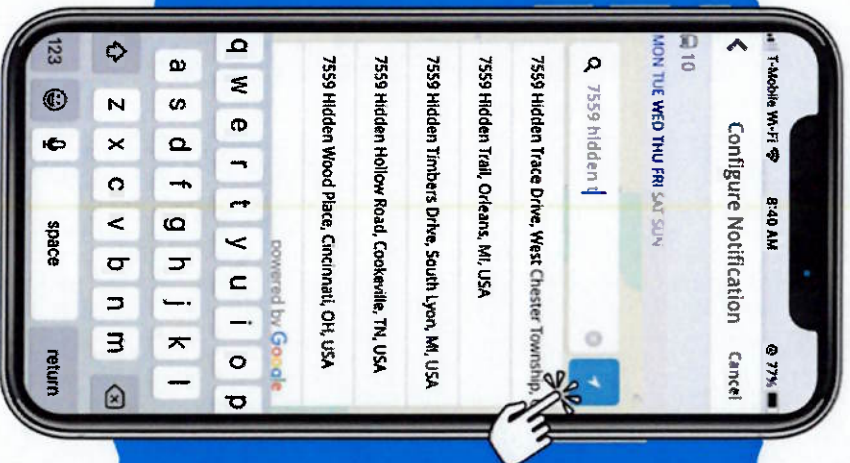 T-Mobile Wi-Fi 8:40 AM 77%
Configure Notification Cancel
10
MON TUE WED THU FRI SAT SUN
7559 hidden t
7559 Hidden Trace Drive, West Chester Township,
7559 Hidden Trail, Orleans, MI, USA
7559 Hidden Timbers Drive, South Lyon, MI, USA
7559 Hidden Hollow Road, Cookeville, TN, USA
7559 Hidden Wood Place, Cincinnati, OH, USA
powered by Google
q w e r t y u i o p
a s d f g h j k l
z x c v b n m
123 space return